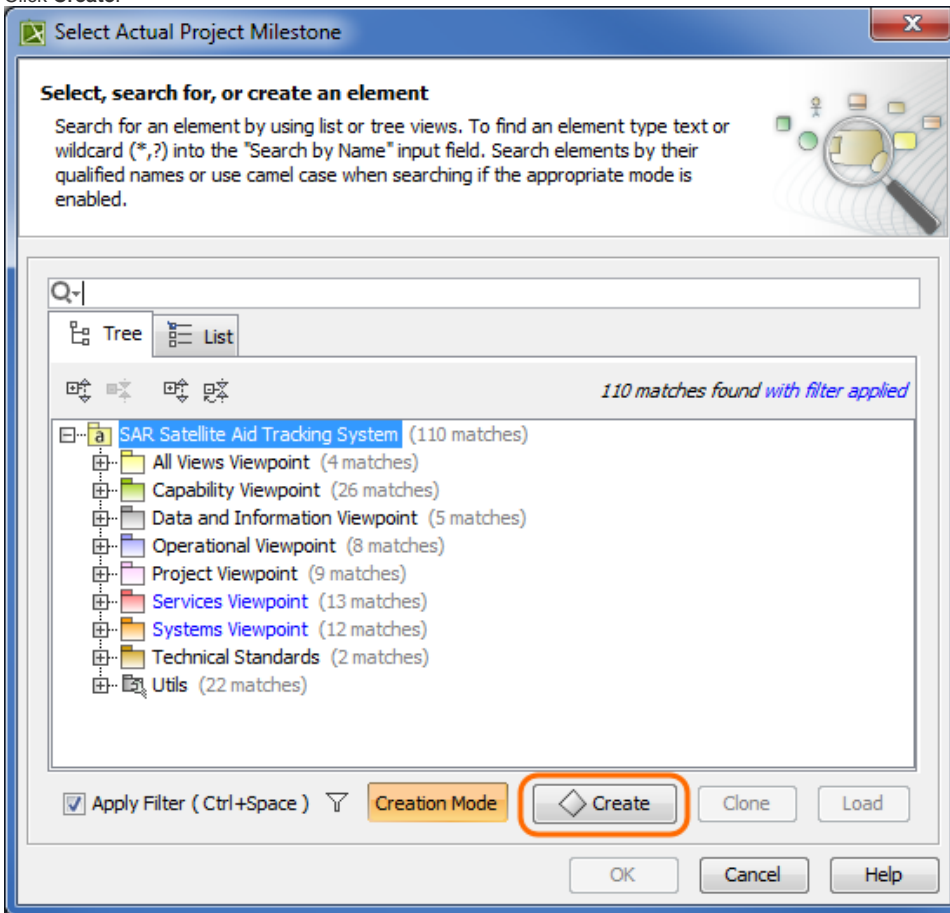 Click Create.
Select Actual Project Milestone
Select, search for, or create an element
Search for an element by using list or tree views. To find an element type text or
wildcard (*,?) into the "Search by Name" input field. Search elements by their
qualified names or use camel case when searching if the appropriate mode is
enabled.
Tree List
110 matches found with filter applied
a SAR Satellite Aid Tracking System (110 matches)
All Views Viewpoint (4 matches)
Capability Viewpoint (26 matches)
Data and Information Viewpoint (5 matches)
Operational Viewpoint (8 matches)
Project Viewpoint (9 matches)
Services Viewpoint (13 matches)
Systems Viewpoint (12 matches)
Technical Standards (2 matches)
Utils (22 matches)
Apply Filter ( Ctrl+Space ) Creation Mode Create Clone Load
OK Cancel Help